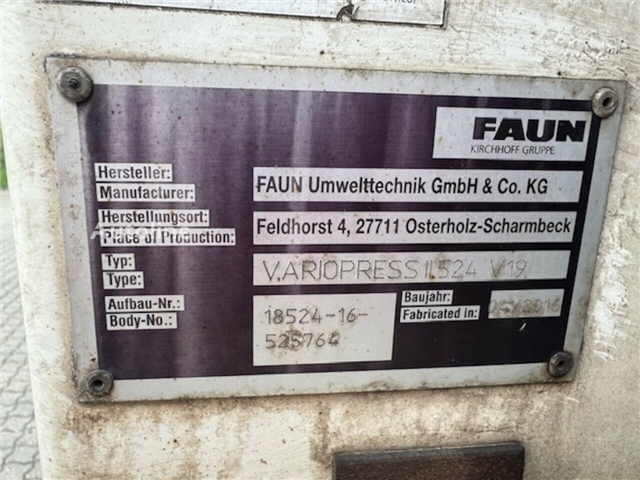 FAUN
KIRCHHOFF GRUPPE
Hersteller:
Manufacturer:
FAUN Umwelttechnik GmbH & Co. KG
Herstellungsort:
Place of Production:
Feldhorst 4, 27711 Osterholz-Scharmbeck
Typ:
Type:
VARIOPRESS II.524 V19
Aufbau-Nr.:
Body-No.:
18524-16-
525764
Baujahr:
Fabricated in:
Autoline